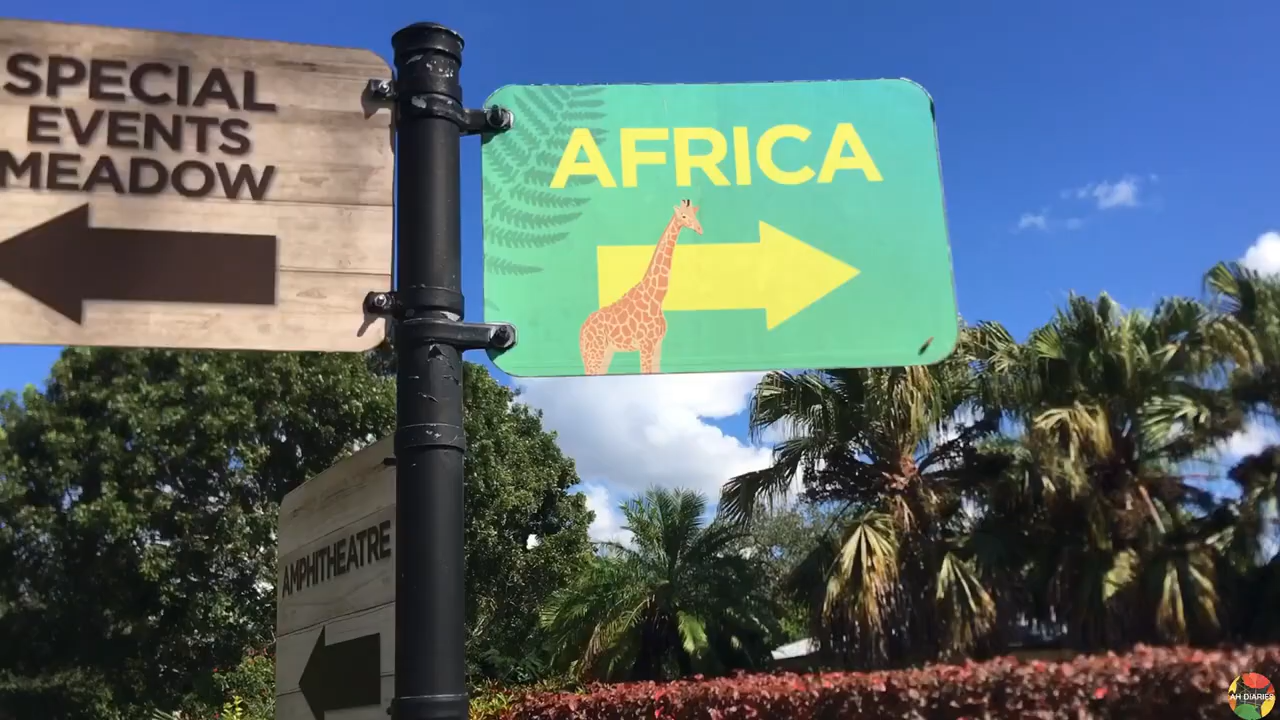 SPECIAL
EVENTS
MEADOW
AFRICA
AMPHITHEATRE
AH DIARIES